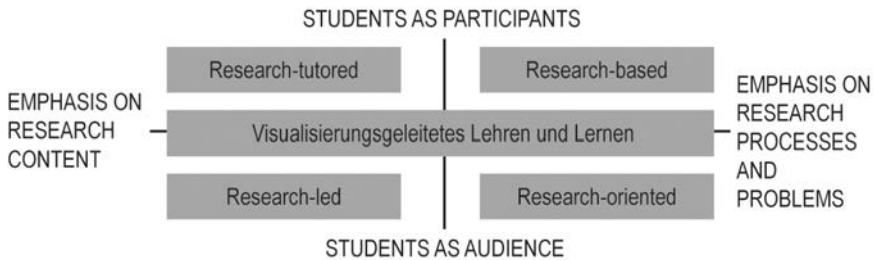 STUDENTS AS PARTICIPANTS
Research-tutored
Research-based
EMPHASIS ON
RESEARCH
CONTENT
Visualisierungsgeleitetes Lehren und Lernen
EMPHASIS ON
RESEARCH
PROCESSES
AND
PROBLEMS
Research-led
Research-oriented
STUDENTS AS AUDIENCE